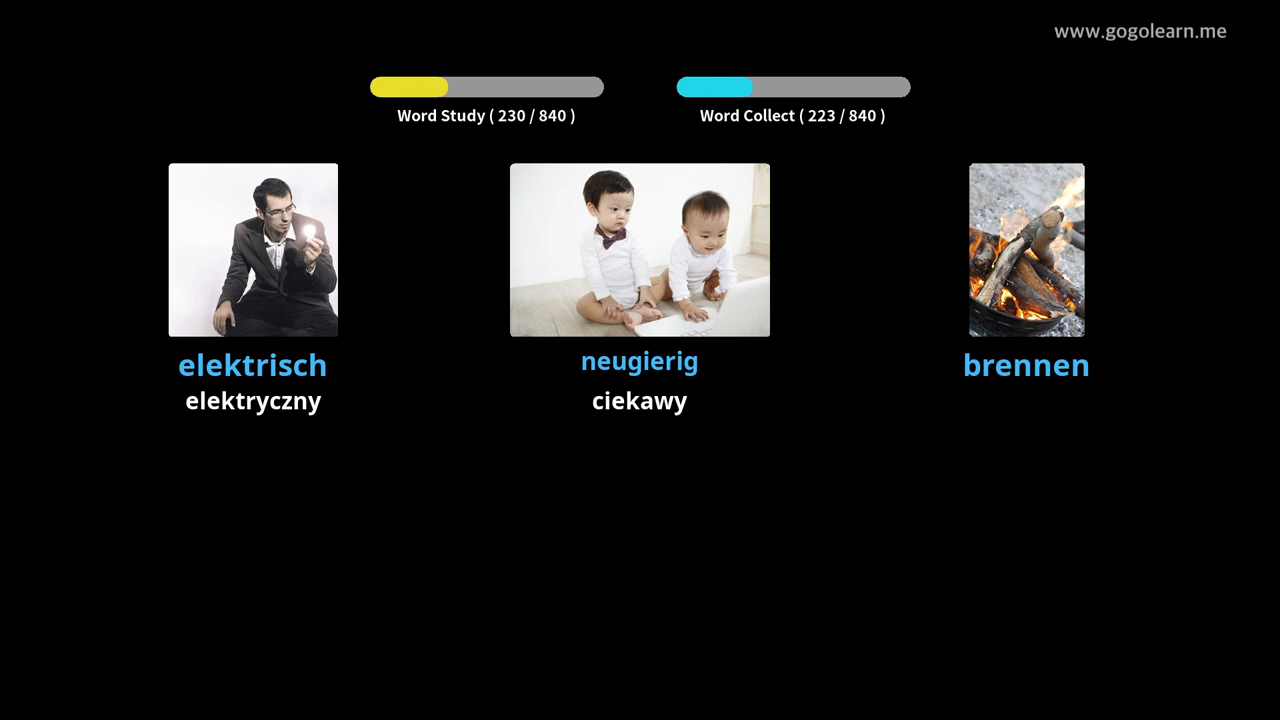 www.gogolearn.me
Word Study ( 230 / 840 )
Word Collect ( 223 / 840 )
elektrisch
elektryczny
neugierig
ciekawy
brennen